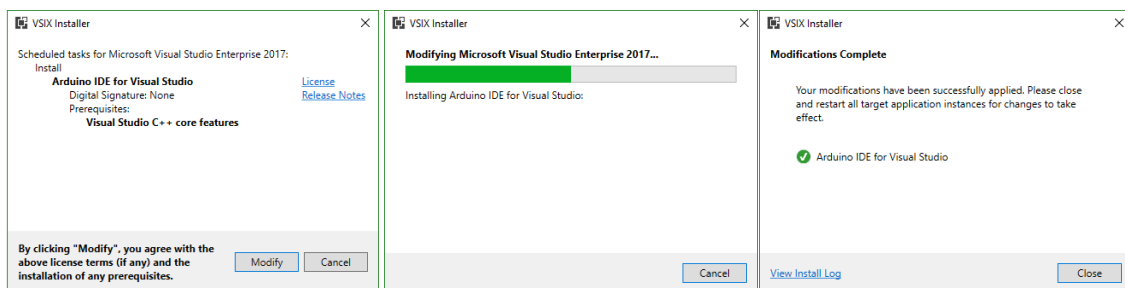 VSIX Installer
Scheduled tasks for Microsoft Visual Studio Enterprise 2017:
Install
Arduino IDE for Visual Studio License
Digital Signature: None Release Notes
Prerequisites:
Visual Studio C++ core features
By clicking "Modify", you agree with the
above license terms (if any) and the
installation of any prerequisites.
Modify Cancel
VSIX Installer
Modifying Microsoft Visual Studio Enterprise 2017...
Installing Arduino IDE for Visual Studio:
Cancel
VSIX Installer
Modifications Complete
Your modifications have been successfully applied. Please close
and restart all target application instances for changes to take
effect.
Arduino IDE for Visual Studio
View Install Log Close